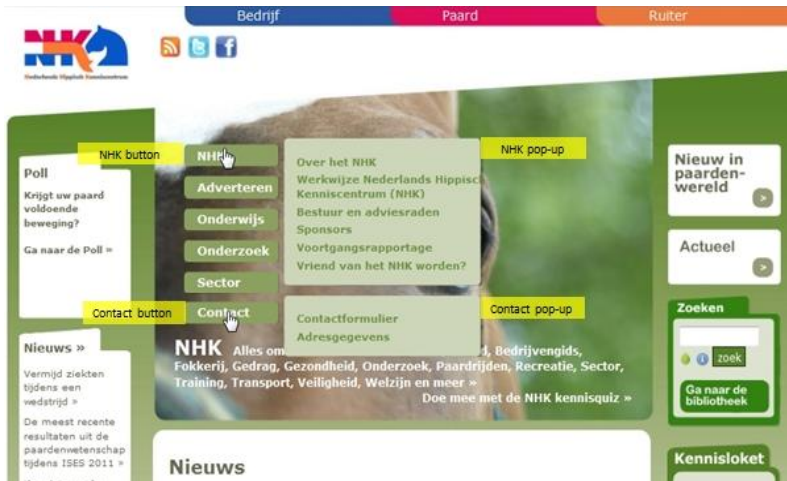 Bedrijf
Paard
Ruiter
NHK
Nederlands Hippisch Kenniscentrum
NHK button
NHK
NHK pop-up
Adverteren
Onderwijs
Onderzoek
Sector
Contact button
Contact
Contact pop-up
Over het NHK
Werkwijze Nederlands Hippisch
Kenniscentrum (NHK)
Bestuur en adviesraden
Sponsors
Voortgangsrapportage
Vriend van het NHK worden?
Contactformulier
Adresgegevens
Poll
Krijgt uw paard
voldoende
beweging?
Ga naar de Poll »
Nieuws »
Vermijd ziekten
tijdens een
wedstrijd »
De meest recente
resultaten uit de
paardenwetenschap
tijdens ISES 2011 »
NHK Alles om
d, Bedrijvengids,
Fokkerij, Gedrag, Gezondheid, Onderzoek, Paardrijden, Recreatie, Sector,
Training, Transport, Veiligheid, Welzijn en meer »
Doe mee met de NHK kennisquiz »
Nieuws
Nieuw in
paarden-
wereld
Actueel
Zoeken
zoek
Ga naar de
bibliotheek
Kennisloket